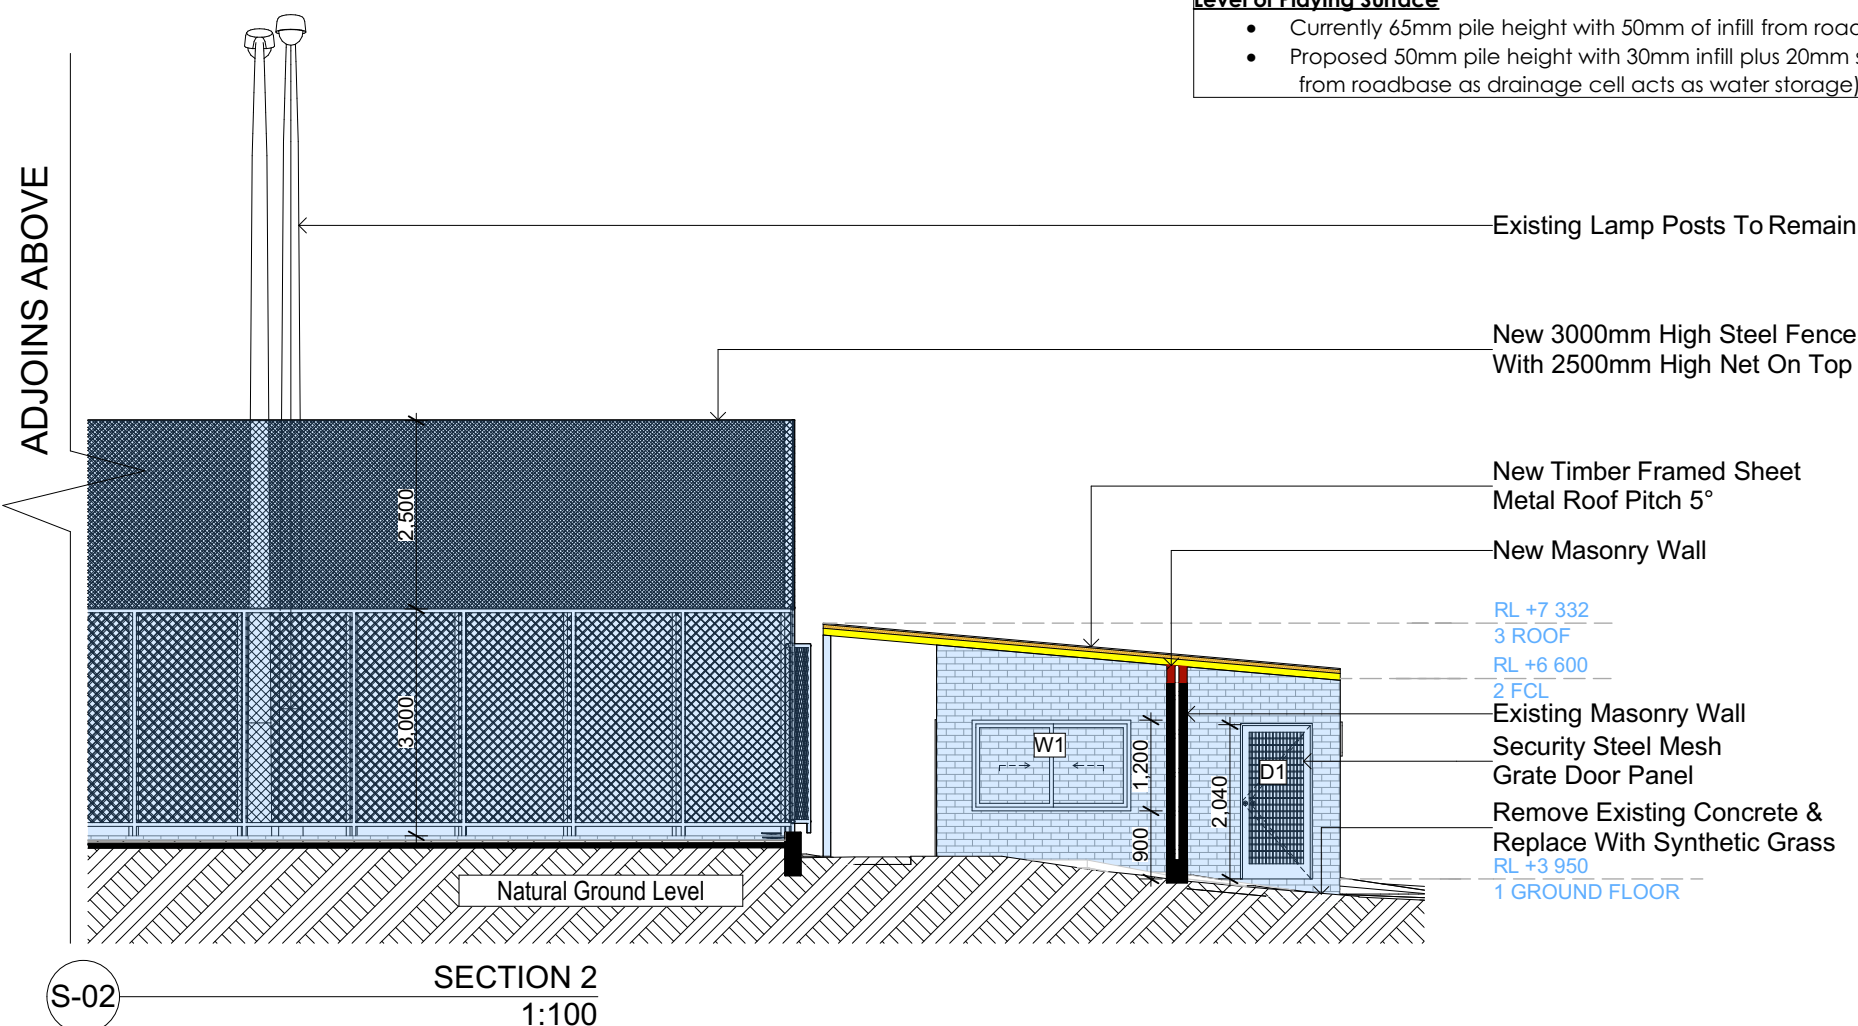 Level of Playing Surface
• Currently 65mm pile height with 50mm of infill from
• Proposed 50mm pile height with 30mm infill plus 20mm
from roadbase as drainage cell acts as water storage)
ADJOINS ABOVE
Existing Lamp Posts To Remain
New 3000mm High Steel Fence
With 2500mm High Net On Top
New Timber Framed Sheet
Metal Roof Pitch 5°
New Masonry Wall
RL +7 332
3 ROOF
RL +6 600
2 FCL
Existing Masonry Wall
Security Steel Mesh
Grate Door Panel
Remove Existing Concrete &
Replace With Synthetic Grass
RL +3 950
1 GROUND FLOOR
2,500
3,000
W1
1,200
900
2,040
D1
Natural Ground Level
S-02
SECTION 2
1:100